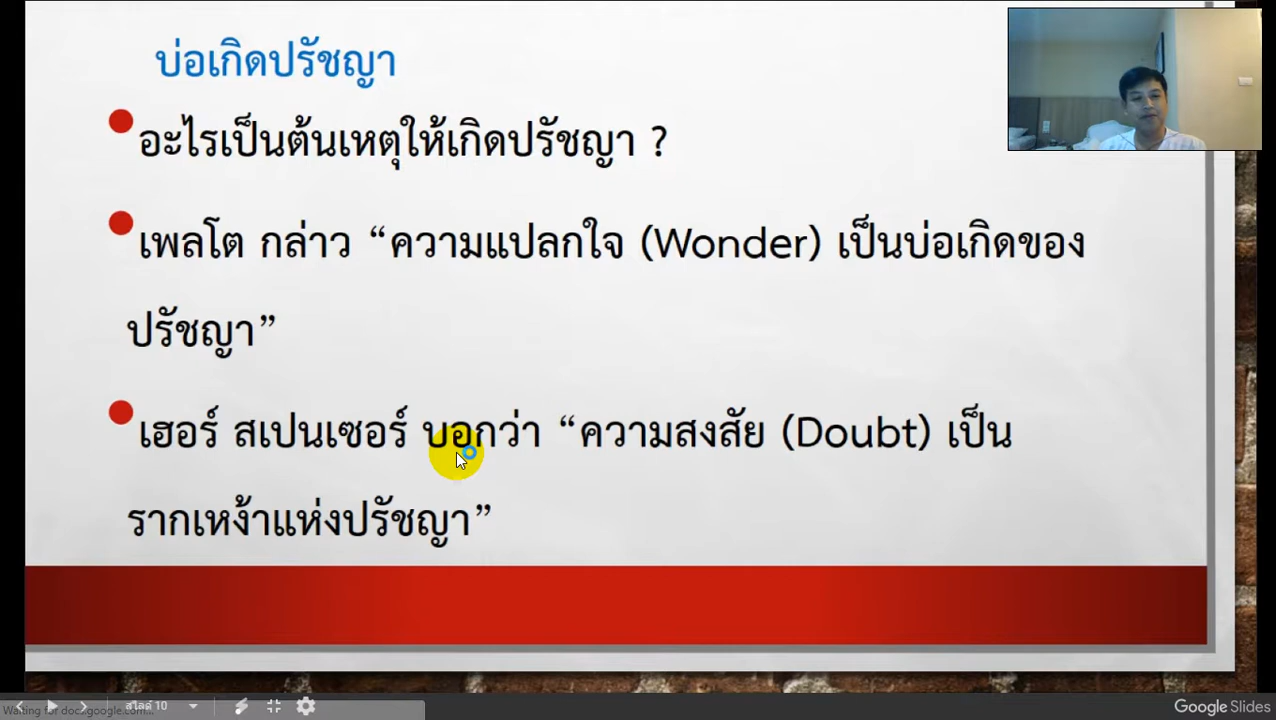 บ่อเกิดปรัชญา
อะไรเป็นต้นเหตุให้เกิดปรัชญา ?
เพลโต กล่าว “ความแปลกใจ (Wonder) เป็นบ่อเกิดของ
ปรัชญา”
เฮอร์ สเปนเซอร์ บอกว่า “ความสงสัย (Doubt) เป็น
รากเหง้าแห่งปรัชญา”
สไลด์ 10
Waiting for docs.google.com...
Google Slides